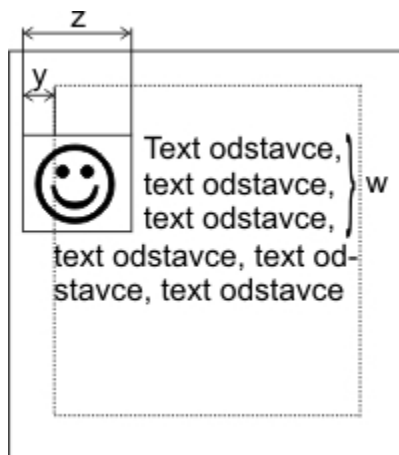 z
y
Text odstavce,
text odstavce,
text odstavce,
w
text odstavce, text od-
stavce, text odstavce